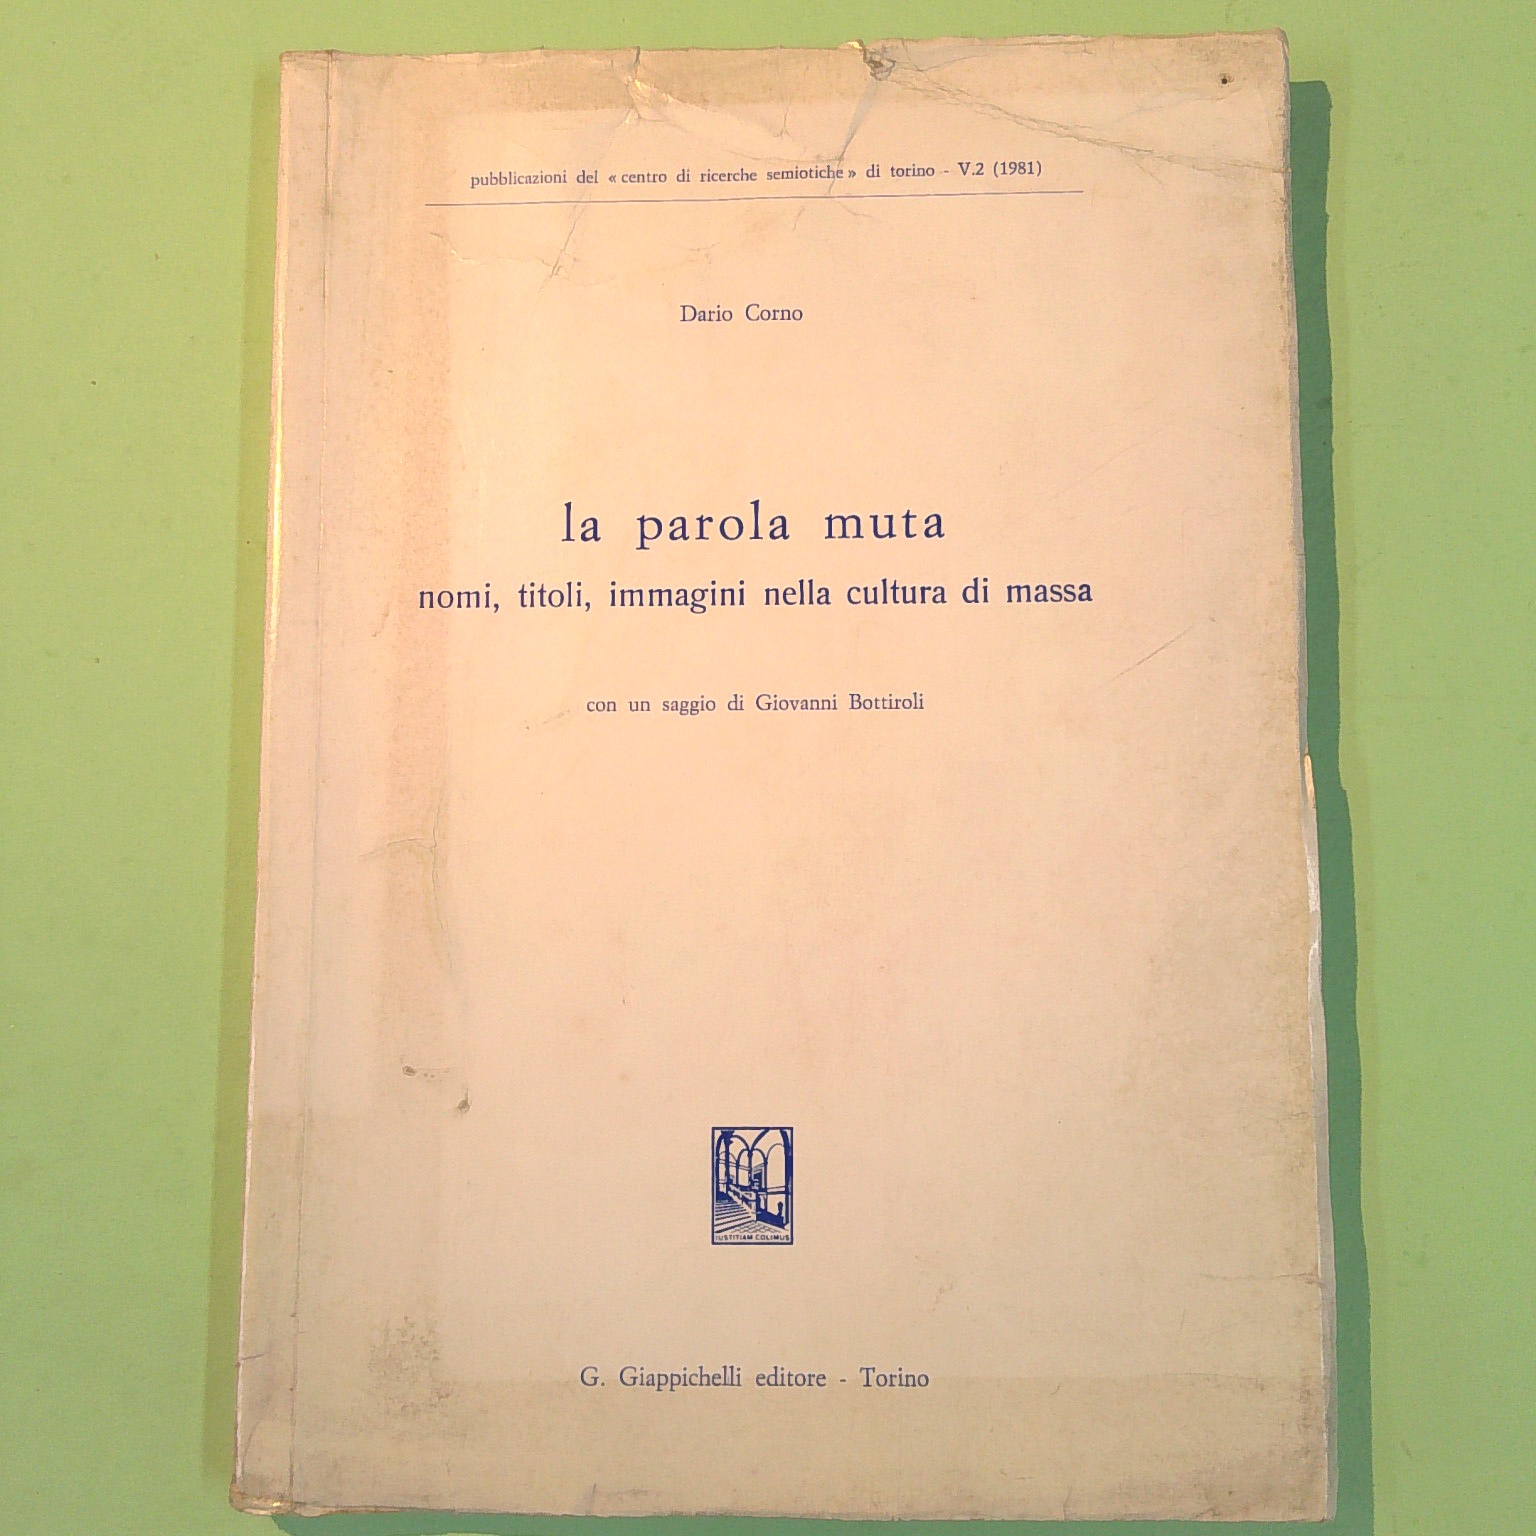 pubblicazioni del « centro di ricerche semiotiche » di torino - V.2 (1981)
Dario Corno
la parola muta
nomi, titoli, immagini nella cultura di massa
con un saggio di Giovanni Bottiroli
IUSTITIAM COLIMUS
G. Giappichelli editore - Torino